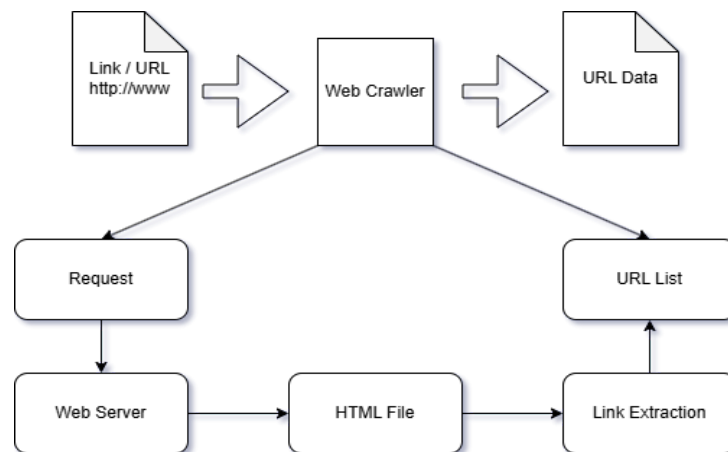 Link / URL
http://www
Web Crawler
URL Data
Request
URL List
Web Server
HTML File
Link Extraction